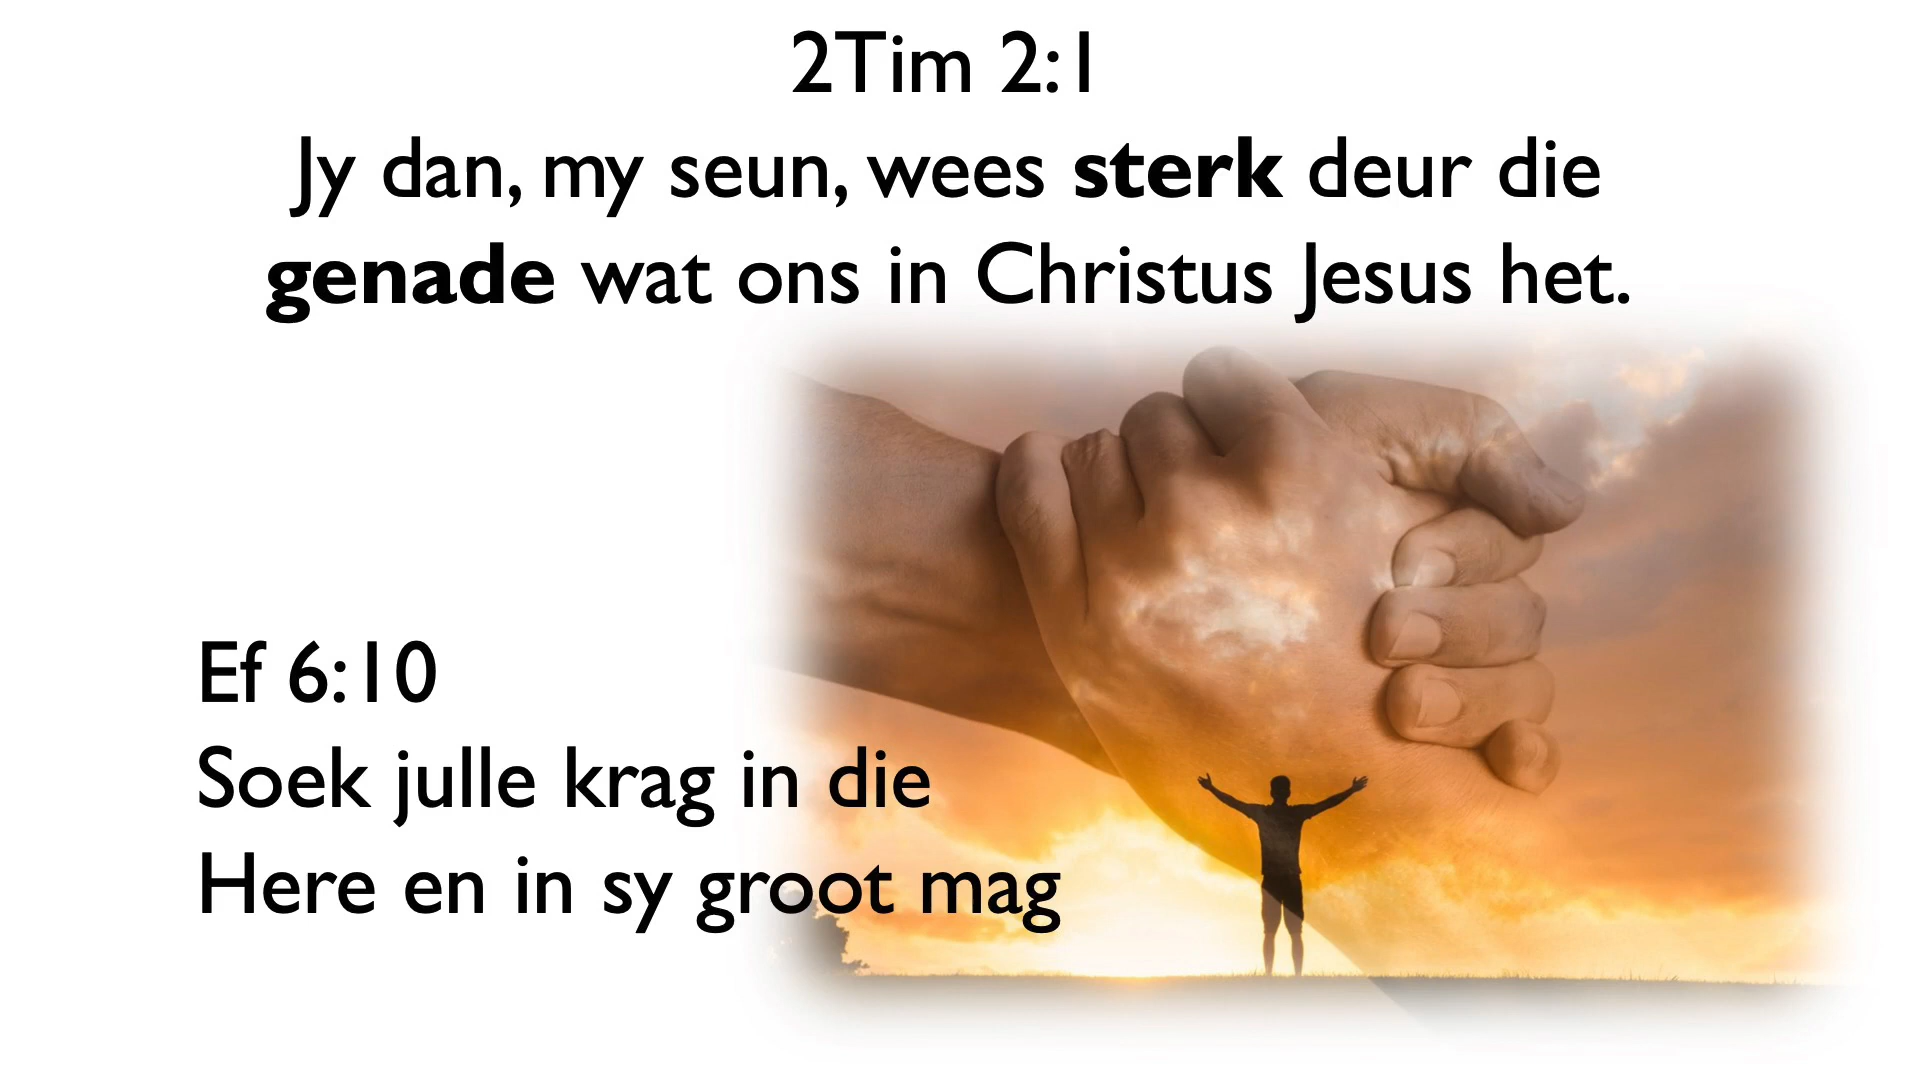 2Tim 2:1
Jy dan, my seun, wees sterk deur die
genade wat ons in Christus Jesus het.
Ef 6:10
Soek julle krag in die
Here en in sy groot mag